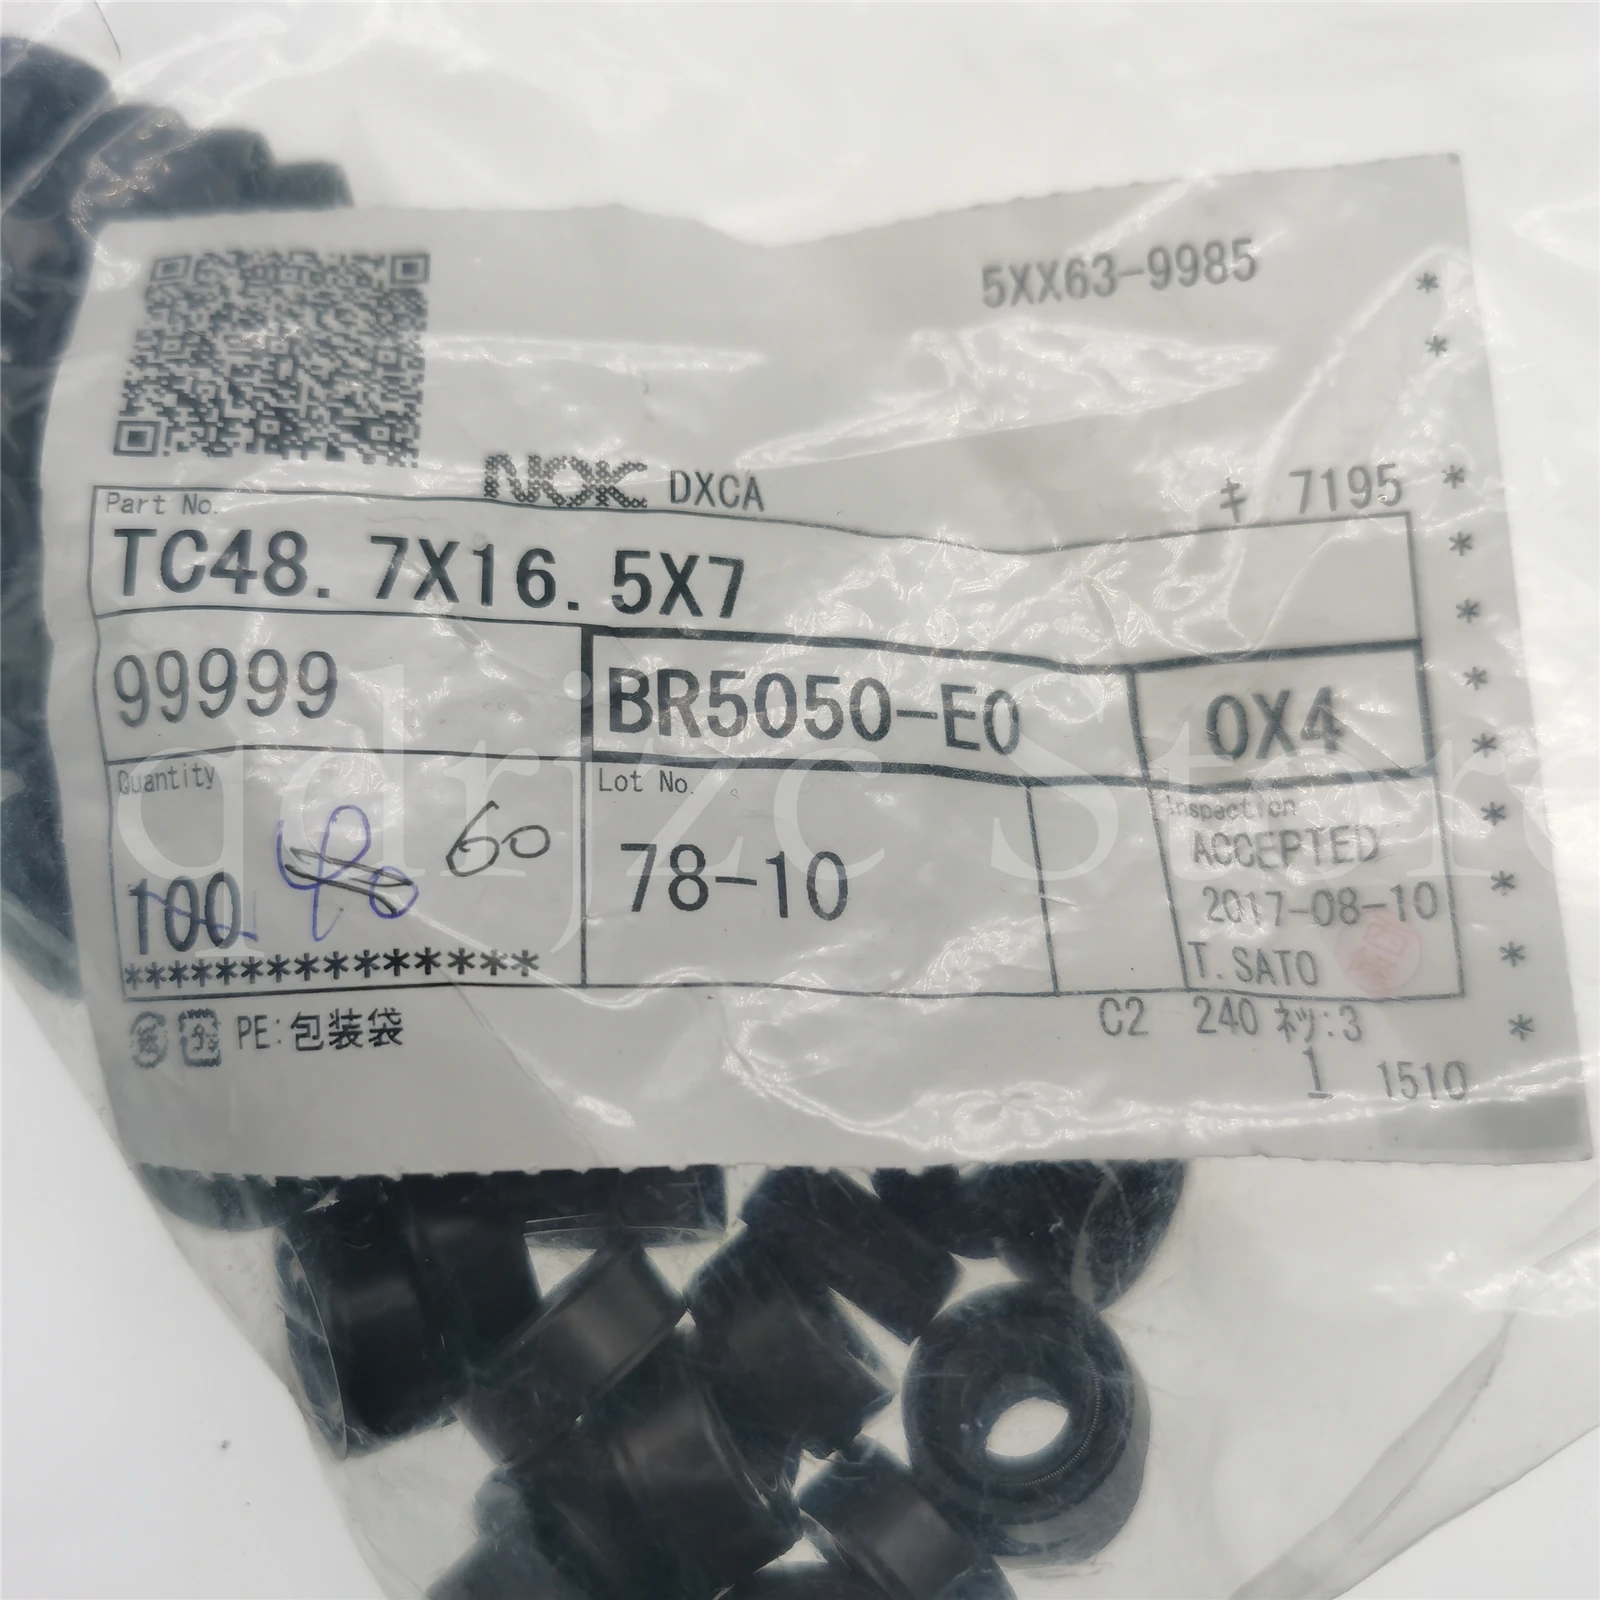 5XX63-9985
*
*
NOK DXCA
キ 7195 *
Part No.
TC48. 7X16. 5X7
*
*
99999
BR5050-E0
0X4
*
*
Quantity
100 40 60
***************
Lot No.
78-10
Inspection
ACCEPTED
2017-08-10
T. SATO
*
*
*
*
PE:包装袋
C2 240 ネツ:3
1 1510
qdrjzc Store